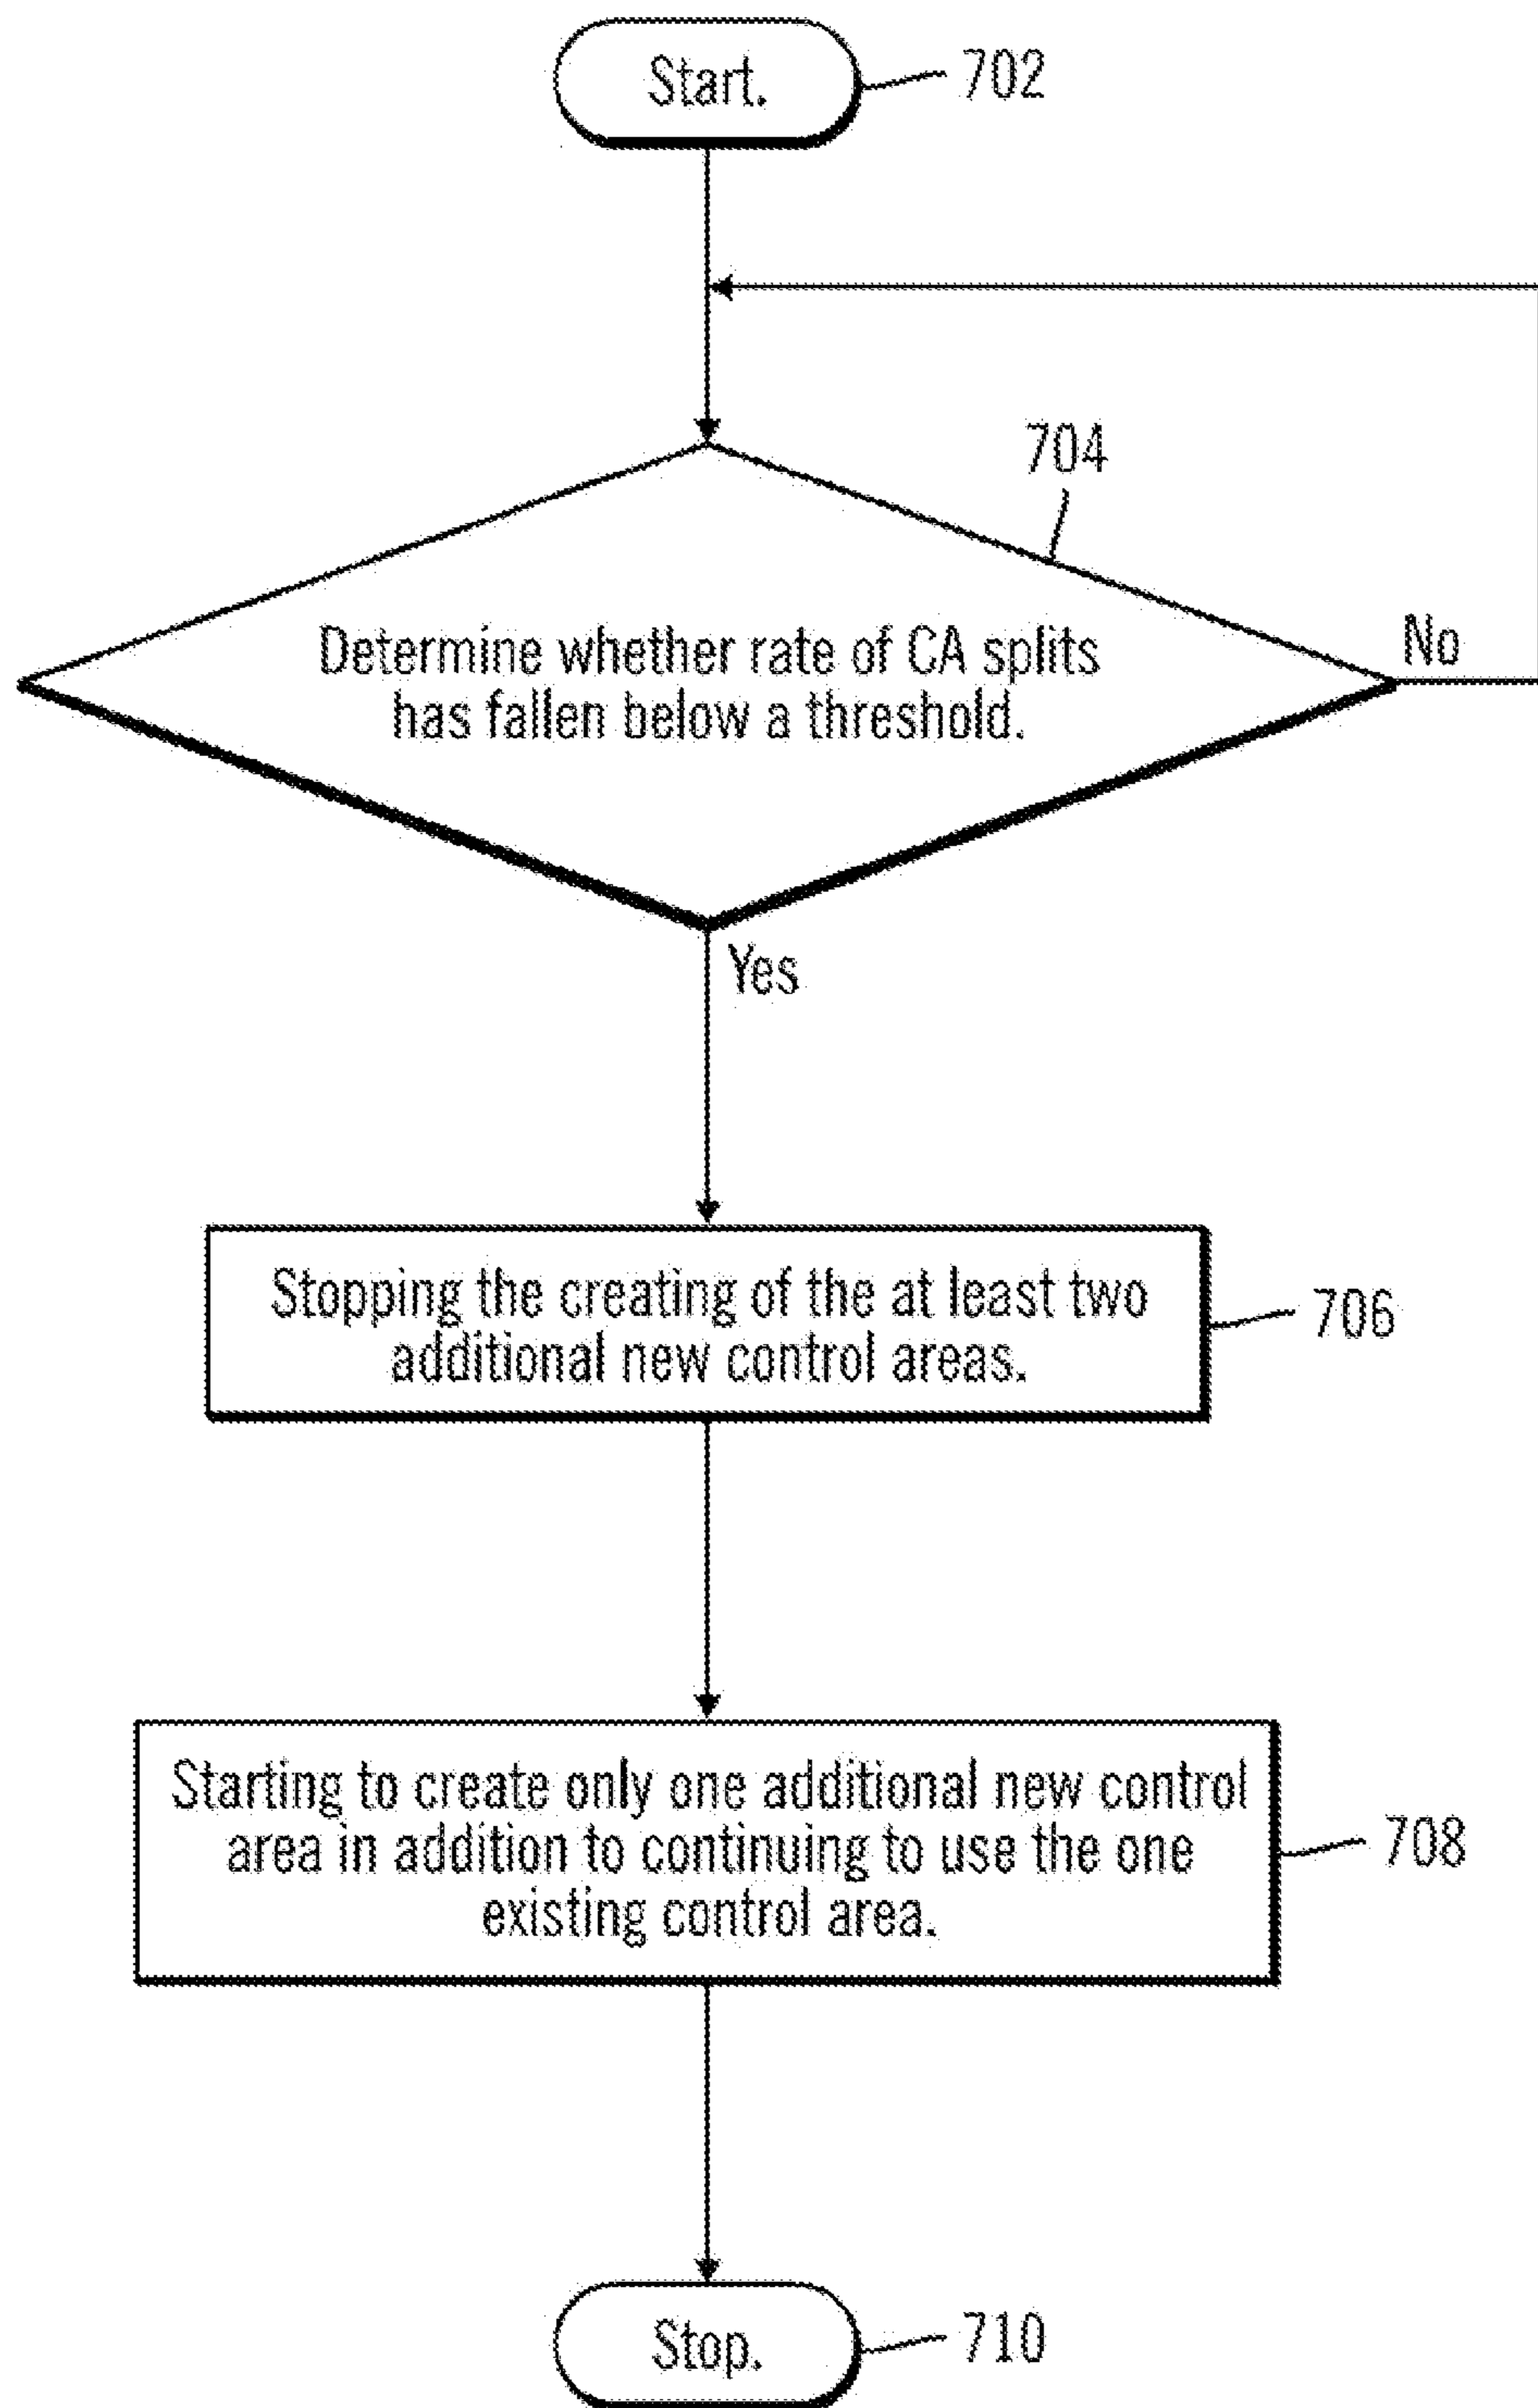 Start.
702
704
Determine whether rate of CA splits
has fallen below a threshold.
No
Yes
Stopping the creating of the at least two
additional new control areas.
706
Starting to create only one additional new control
area in addition to continuing to use the one
existing control area.
708
Stop.
710